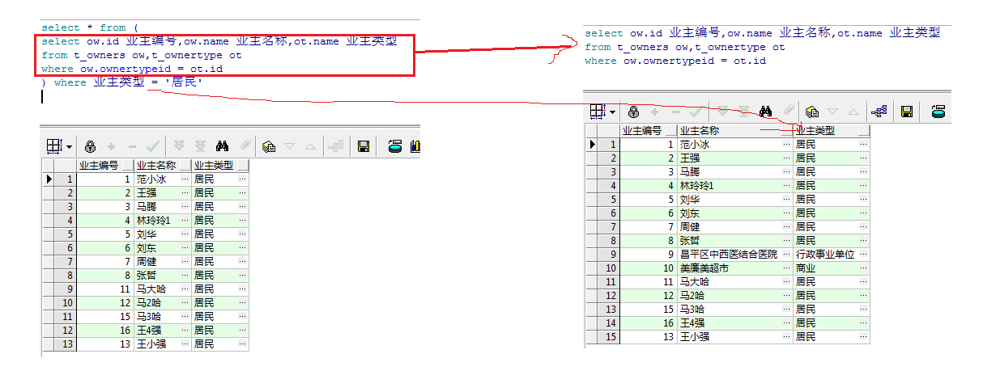 select * from (
select ow.id 业主编号,ow.name 业主名称,ot.name 业主类型
from t_owners ow,t_ownertype ot
where ow.ownertypeid = ot.id
) where 业主类型 = '居民'
业主编号 业主名称 业主类型
1 1 范小冰 ··· 居民 ···
2 2 王强 ··· 居民 ···
3 3 马腾 ··· 居民 ···
4 4 林玲玲1 ··· 居民 ···
5 5 刘华 ··· 居民 ···
6 6 刘东 ··· 居民 ···
7 7 周健 ··· 居民 ···
8 8 张哲 ··· 居民 ···
9 11 马大哈 ··· 居民 ···
10 12 马2哈 ··· 居民 ···
11 15 马3哈 ··· 居民 ···
12 16 王4强 ··· 居民 ···
13 13 王小强 ··· 居民 ···
select ow.id 业主编号,ow.name 业主名称,ot.name 业主类型
from t_owners ow,t_ownertype ot
where ow.ownertypeid = ot.id
业主编号 业主名称 业主类型
1 1 范小冰 ··· 居民 ···
2 2 王强 ··· 居民 ···
3 3 马腾 ··· 居民 ···
4 4 林玲玲1 ··· 居民 ···
5 5 刘华 ··· 居民 ···
6 6 刘东 ··· 居民 ···
7 7 周健 ··· 居民 ···
8 8 张哲 ··· 居民 ···
9 9 昌平区中西医结合医院 ··· 行政事业单位 ···
10 10 美廉美超市 ··· 商业 ···
11 11 马大哈 ··· 居民 ···
12 12 马2哈 ··· 居民 ···
13 15 马3哈 ··· 居民 ···
14 16 王4强 ··· 居民 ···
15 13 王小强 ··· 居民 ···